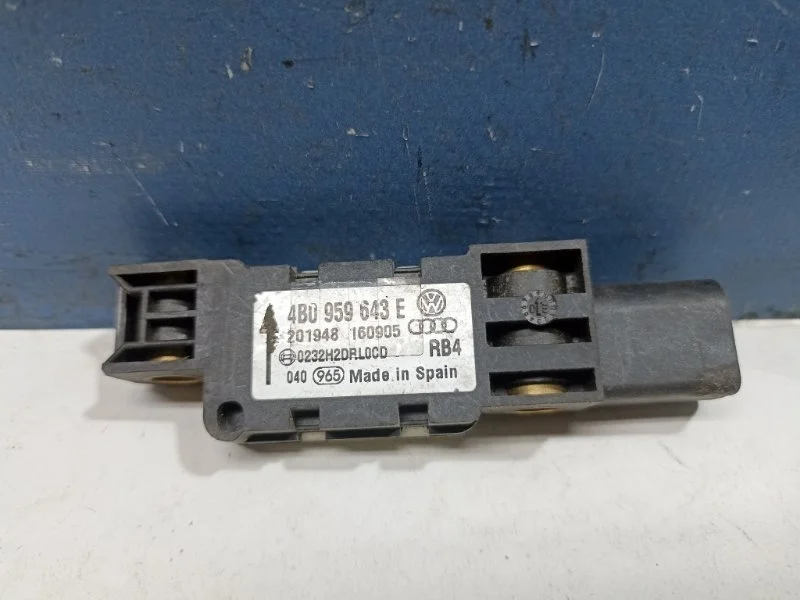 4B0 959 643 E
201948 160905
0232H2DRL0CD RB4
040 965 Made in Spain